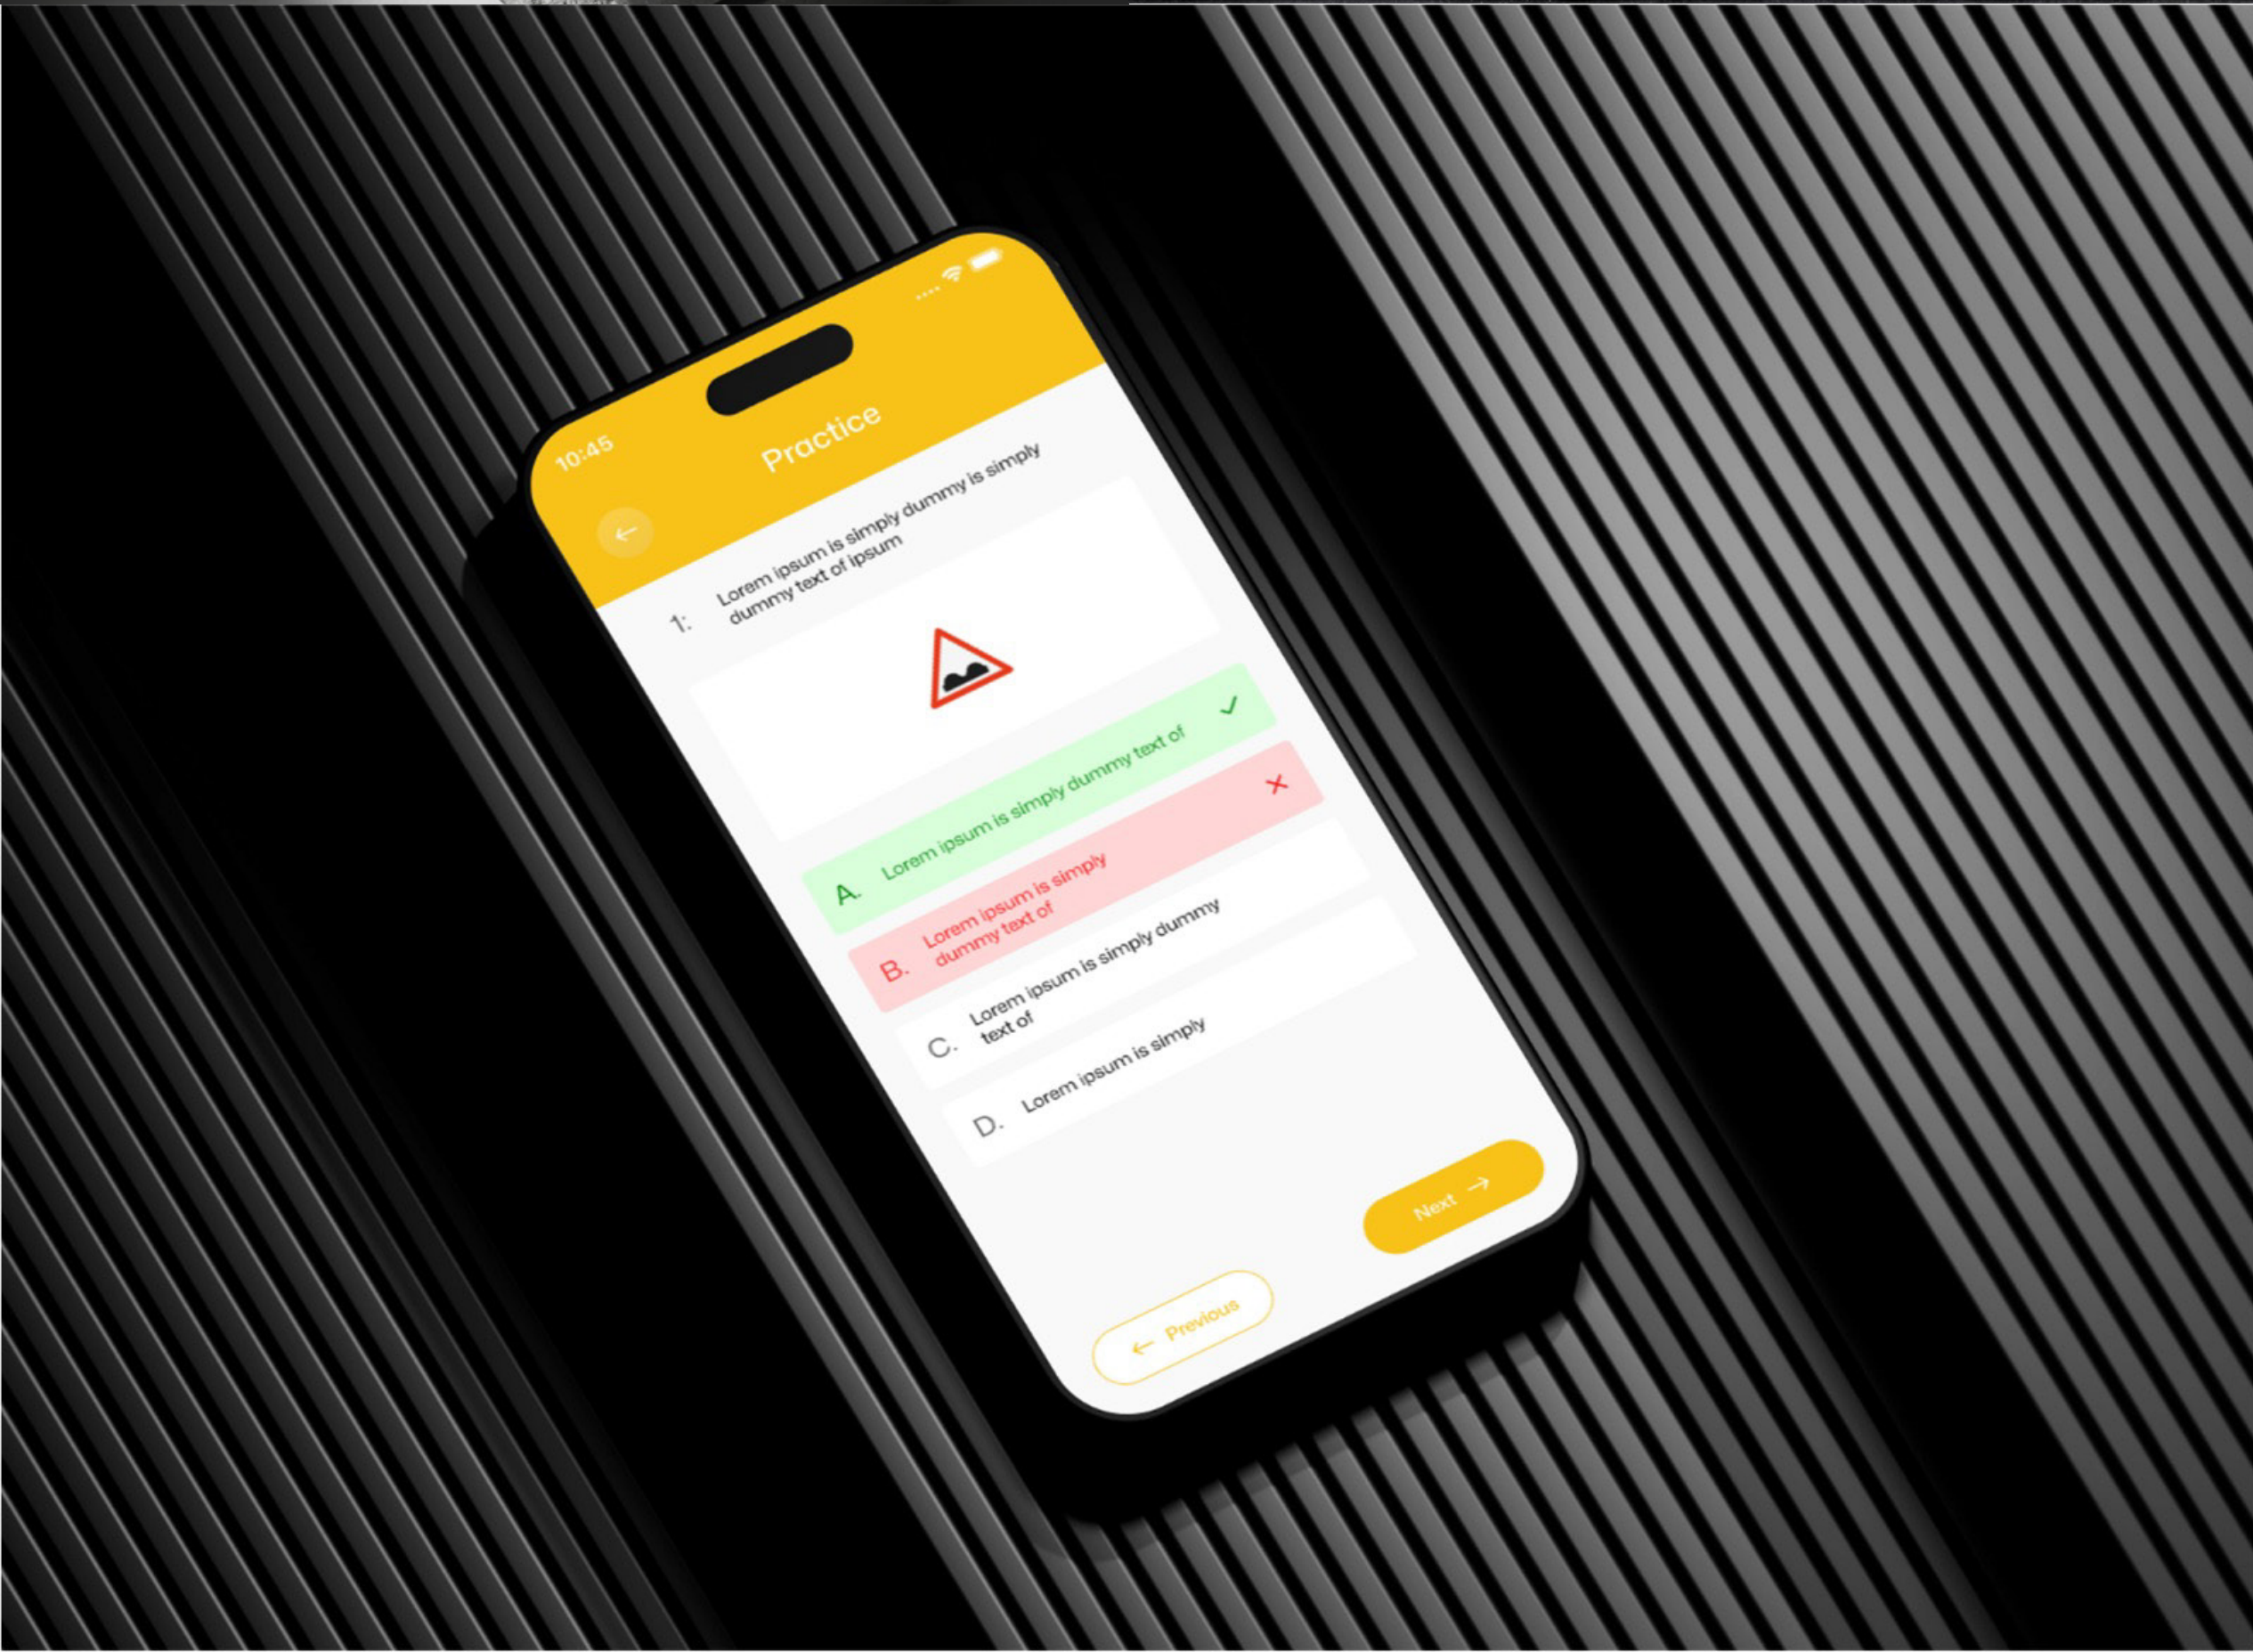 10:45
Practice
1:
Lorem ipsum is simply dummy is simply
dummy text of ipsum
A.
Lorem ipsum is simply dummy text of
B.
Lorem ipsum is simply
dummy text of
C.
Lorem ipsum is simply dummy
text of
D.
Lorem ipsum is simply
Previous
Next